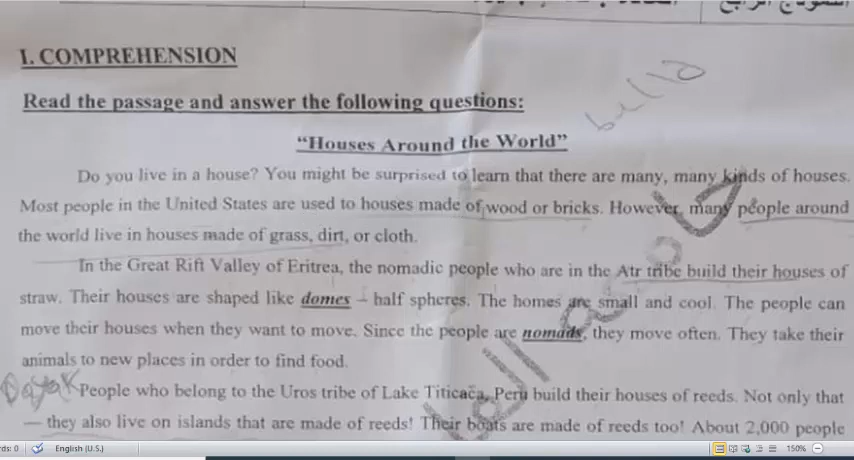 النموذج الرابع
I. COMPREHENSION
bella
Read the passage and answer the following questions:
“Houses Around the World”
Do you live in a house? You might be surprised to learn that there are many, many kinds of houses.
Most people in the United States are used to houses made of wood or bricks. However, many people around
the world live in houses made of grass, dirt, or cloth.
In the Great Rift Valley of Eritrea, the nomadic people who are in the Atr tribe build their houses of
straw. Their houses are shaped like domes – half spheres. The homes are small and cool. The people can
move their houses when they want to move. Since the people are nomads, they move often. They take their
animals to new places in order to find food.
People who belong to the Uros tribe of Lake Titicaca, Peru build their houses of reeds. Not only that
— they also live on islands that are made of reeds! Their boats are made of reeds too! About 2,000 people
English (U.S.)
150%